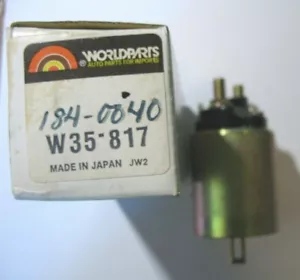 WORLDPARTS
AUTO PARTS FOR IMPORTS
184-0040
W35-817
MADE IN JAPAN JW2